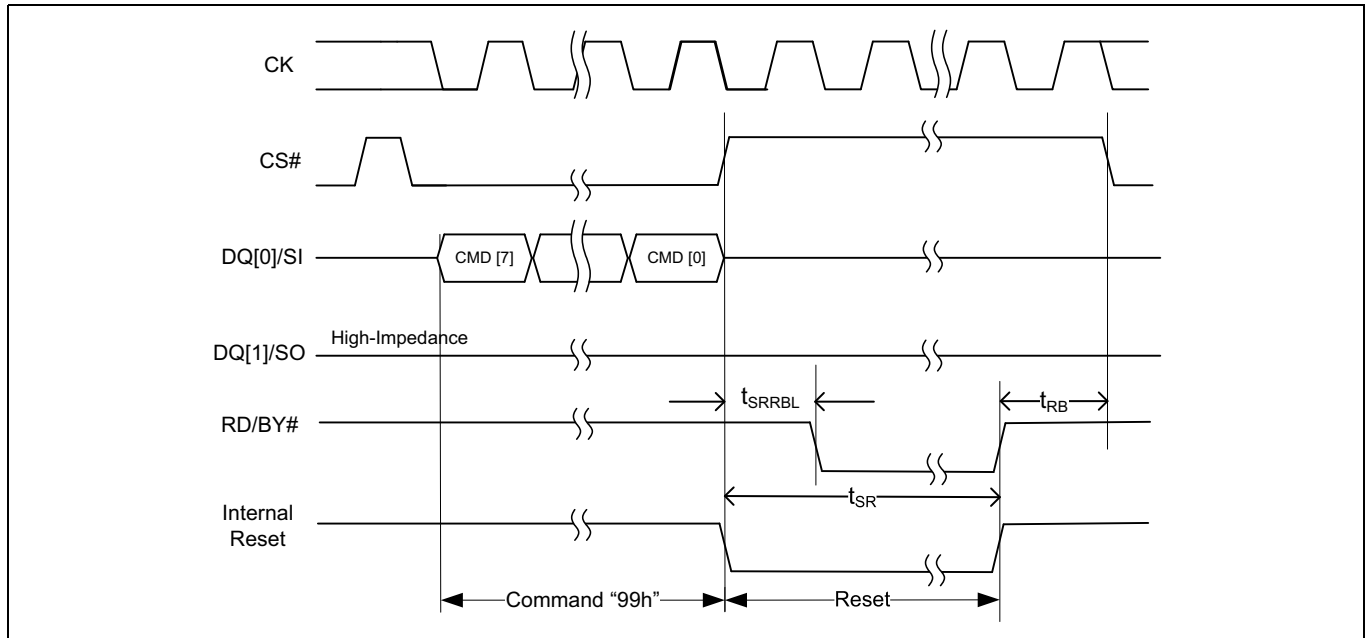 CK
CS#
DQ[0]/SI
CMD [7]
CMD [0]
DQ[1]/SO
High-Impedance
tSRRBL
tRB
RD/BY#
tSR
Internal
Reset
Command “99h”
Reset